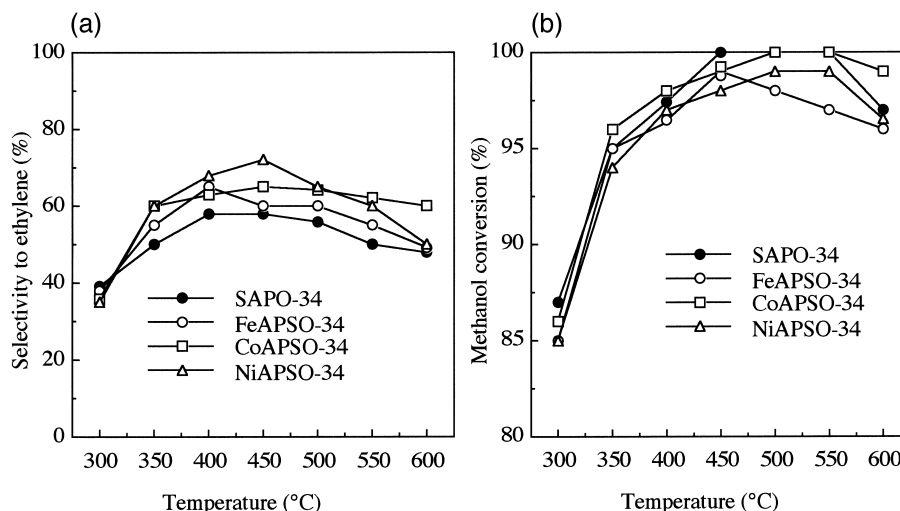 (a)
100
80
60
40
20
0
Selectivity to ethylene (%)
SAPO-34
FeAPSO-34
CoAPSO-34
NiAPSO-34
300 350 400 450 500 550 600
Temperature (°C)
(b)
100
95
90
85
80
Methanol conversion (%)
SAPO-34
FeAPSO-34
CoAPSO-34
NiAPSO-34
300 350 400 450 500 550 600
Temperature (°C)